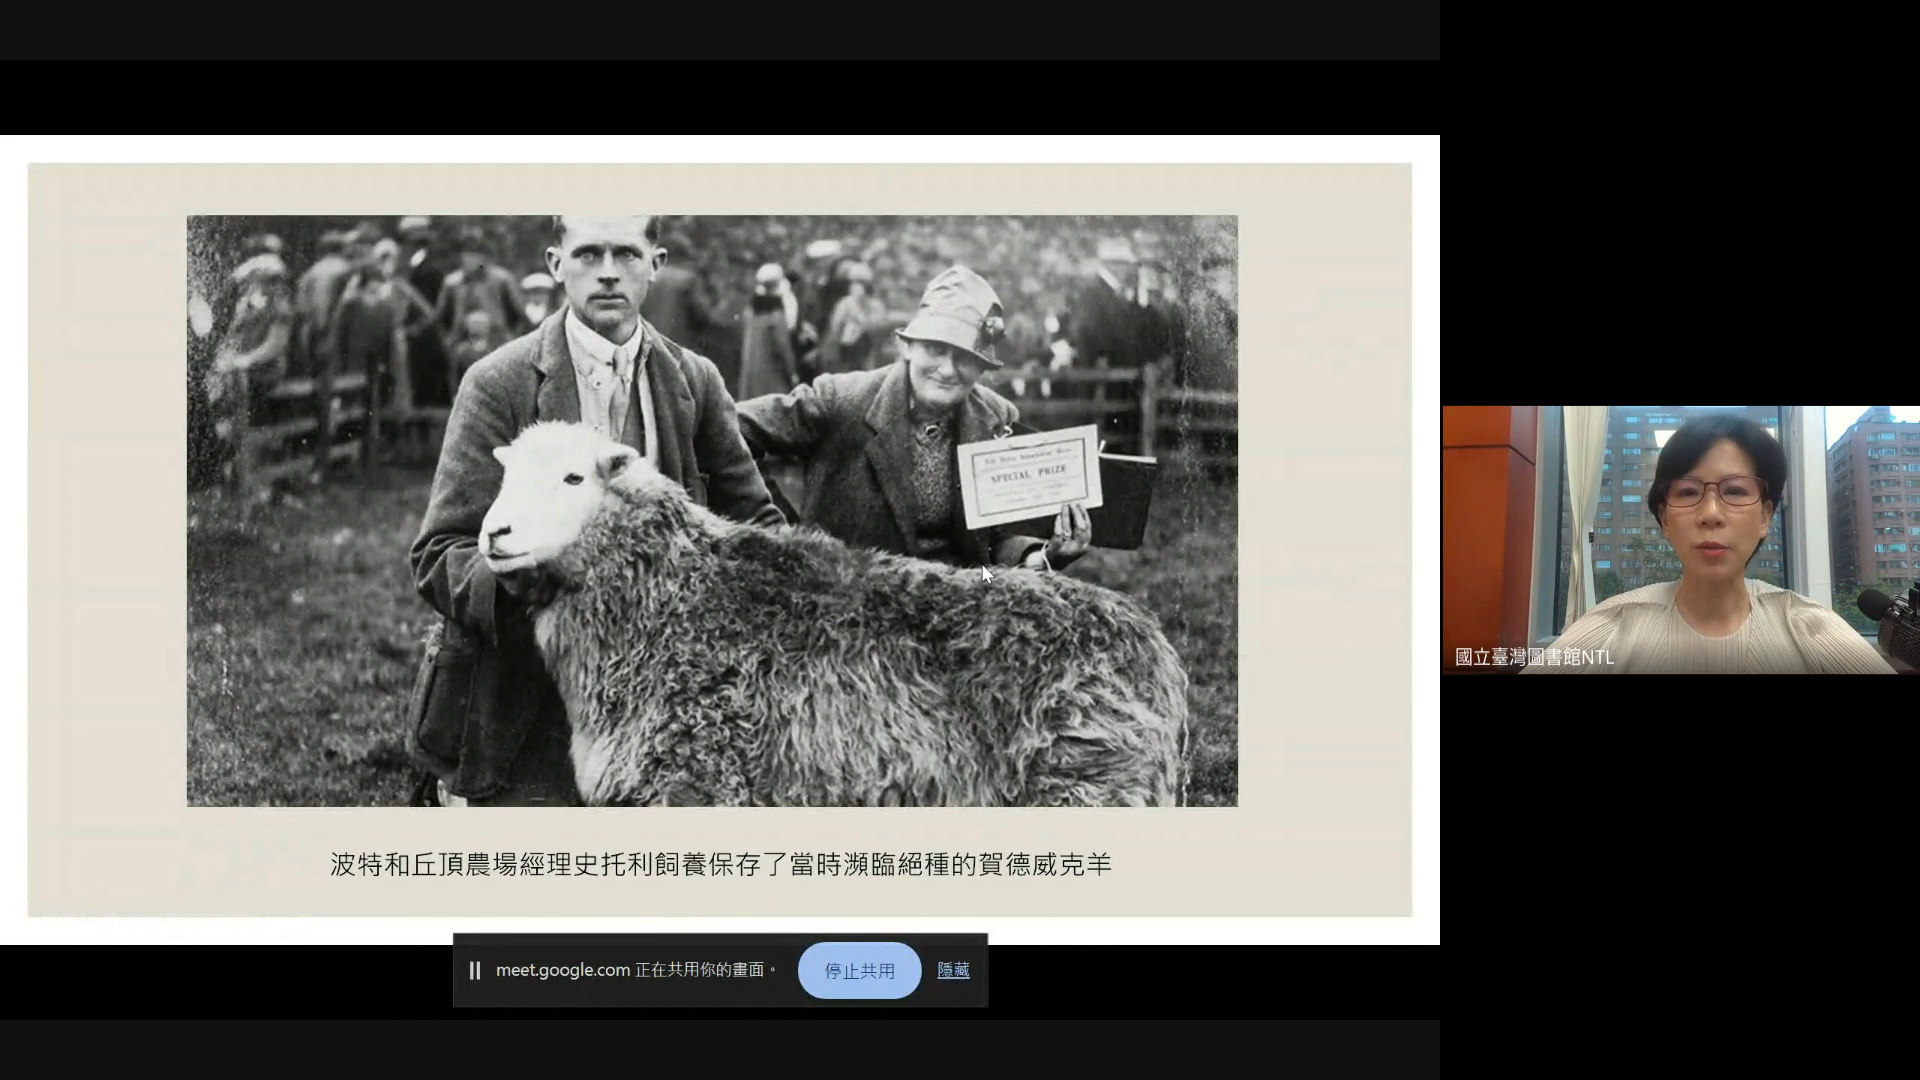 SPECIAL PRIZE
波特和丘頂農場經理史托利飼養保存了當時瀕臨絕種的賀德威克羊
國立臺灣圖書館NTL
meet.google.com 正在共用你的畫面。
停止共用
隱藏